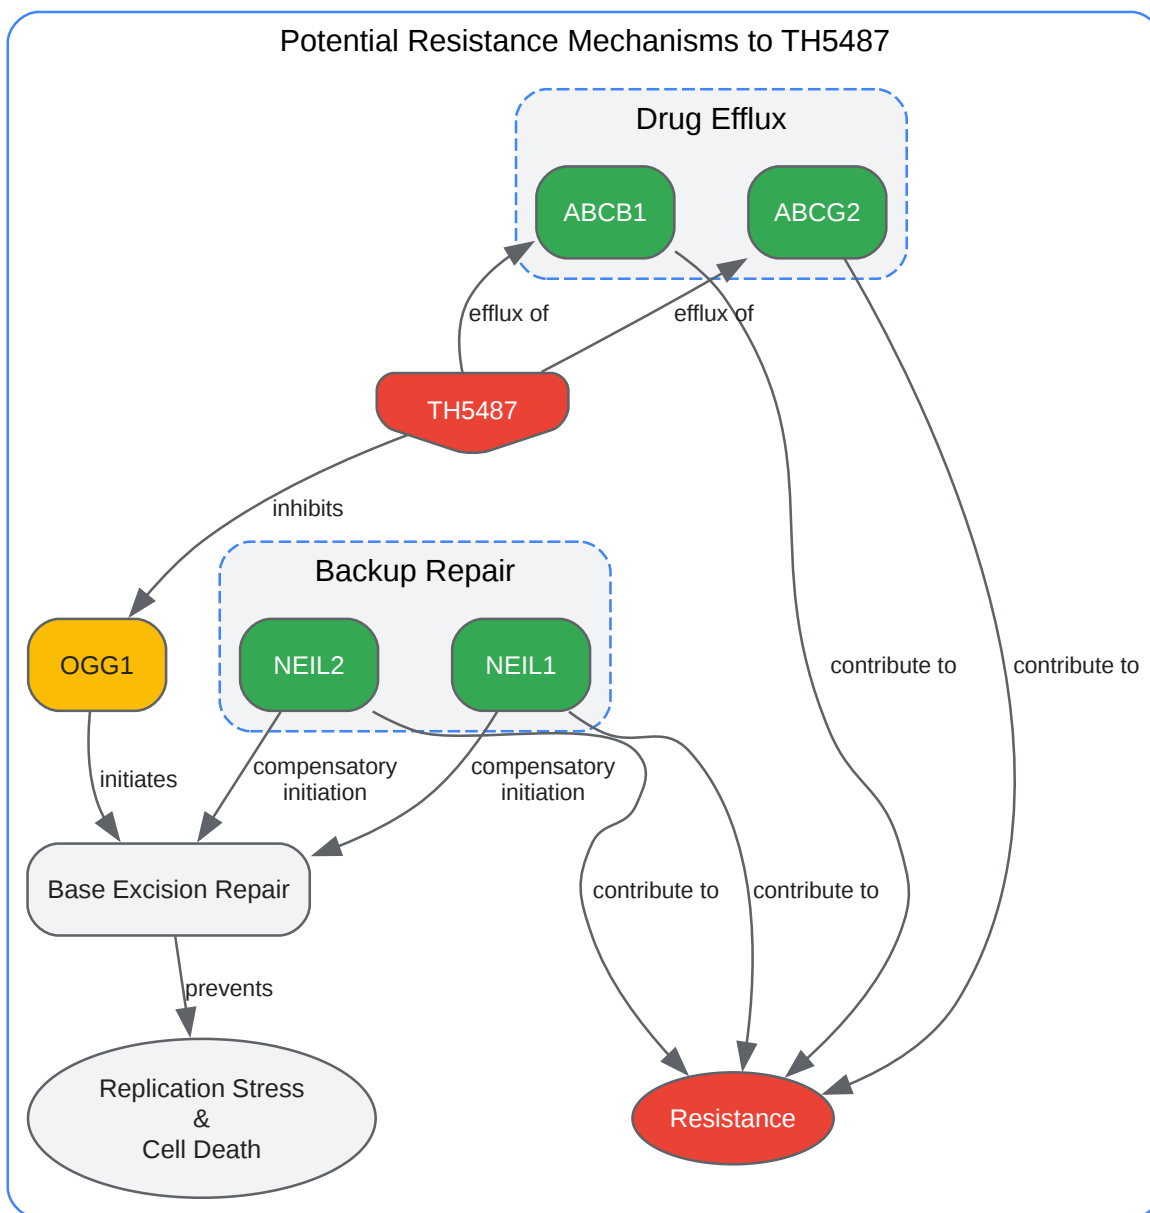 Potential Resistance Mechanisms to TH5487
Drug Efflux
ABCB1
ABCG2
efflux of
efflux of
TH5487
inhibits
Backup Repair
OGG1
NEIL2
NEIL1
contribute to
contribute to
initiates
compensatory
initiation
compensatory
initiation
Base Excision Repair
contribute to
contribute to
prevents
Replication Stress
&
Cell Death
Resistance